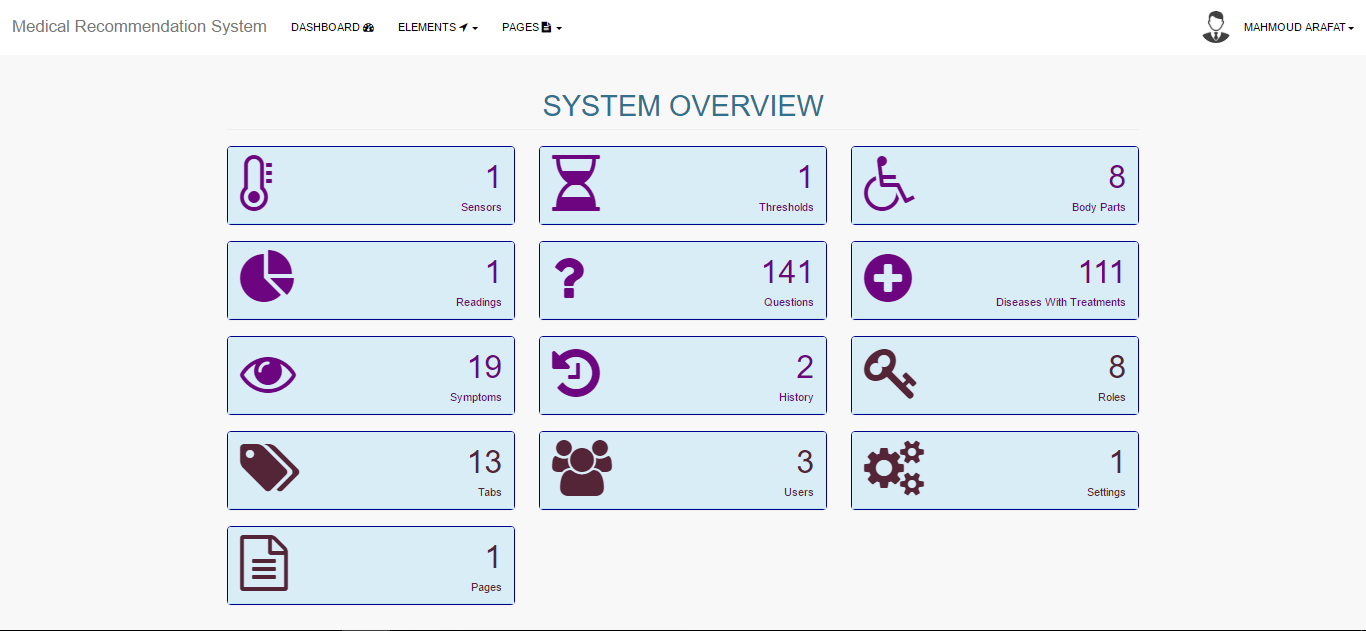 Medical Recommendation System DASHBOARD ELEMENTS PAGES MAHMOUD ARAFAT
SYSTEM OVERVIEW
1
Sensors
1
Thresholds
8
Body Parts
1
Readings
141
Questions
111
Diseases With Treatments
19
Symptoms
2
History
8
Roles
13
Tabs
3
Users
1
Settings
1
Pages